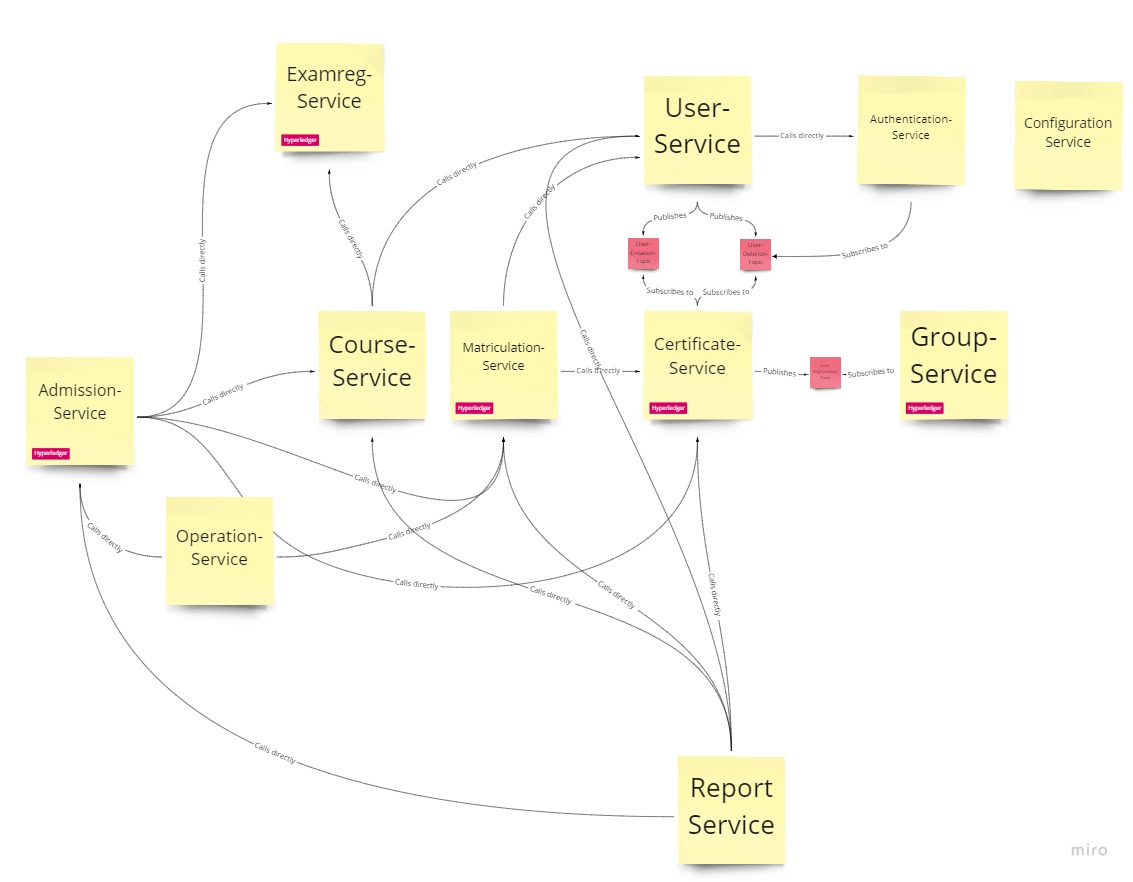 Examreg-
Service
Hyperledger
User-
Service
Calls directly
Authentication-
Service
Configuration
Service
Calls directly
Calls directly
Calls directly
Calls directly
Publishes
Publishes
User-
Creation-
Topic
User-
Deletion-
Topic
Subscribes to
Subscribes to
Subscribes to
Course-
Service
Matriculation-
Service
Hyperledger
Calls directly
Calls directly
Certificate-
Service
Hyperledger
Publishes
Subscribes to
Group-
Service
Hyperledger
Admission-
Service
Hyperledger
Calls directly
Calls directly
Calls directly
Operation-
Service
Calls directly
Calls directly
Calls directly
Calls directly
Calls directly
Calls directly
Report
Service
miro